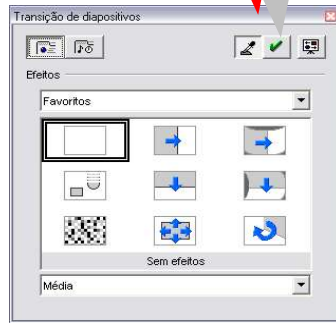 Transição de diapositivos
Efeitos
Favoritos
Sem efeitos
Média